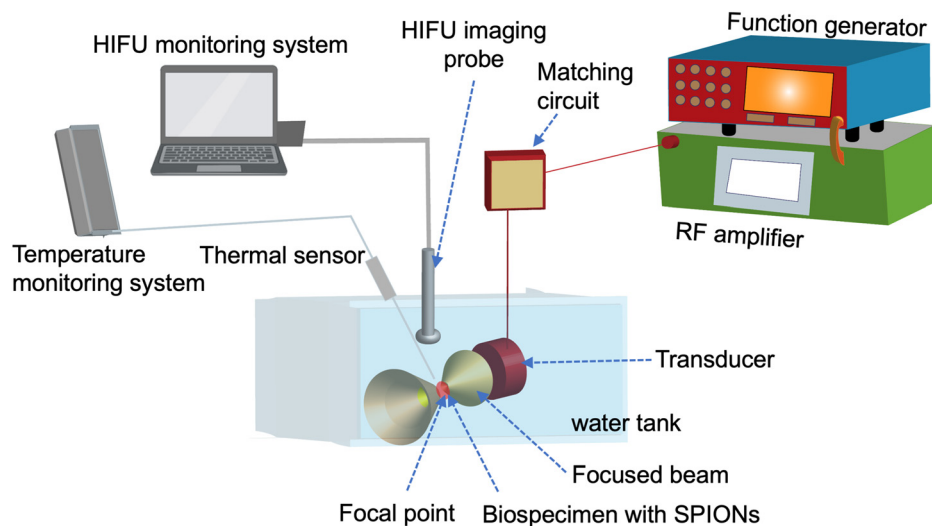 HIFU monitoring system
HIFU imaging
probe
Matching
circuit
Function generator
RF amplifier
Temperature
monitoring system
Thermal sensor
Transducer
water tank
Focused beam
Focal point
Biospecimen with SPIONs